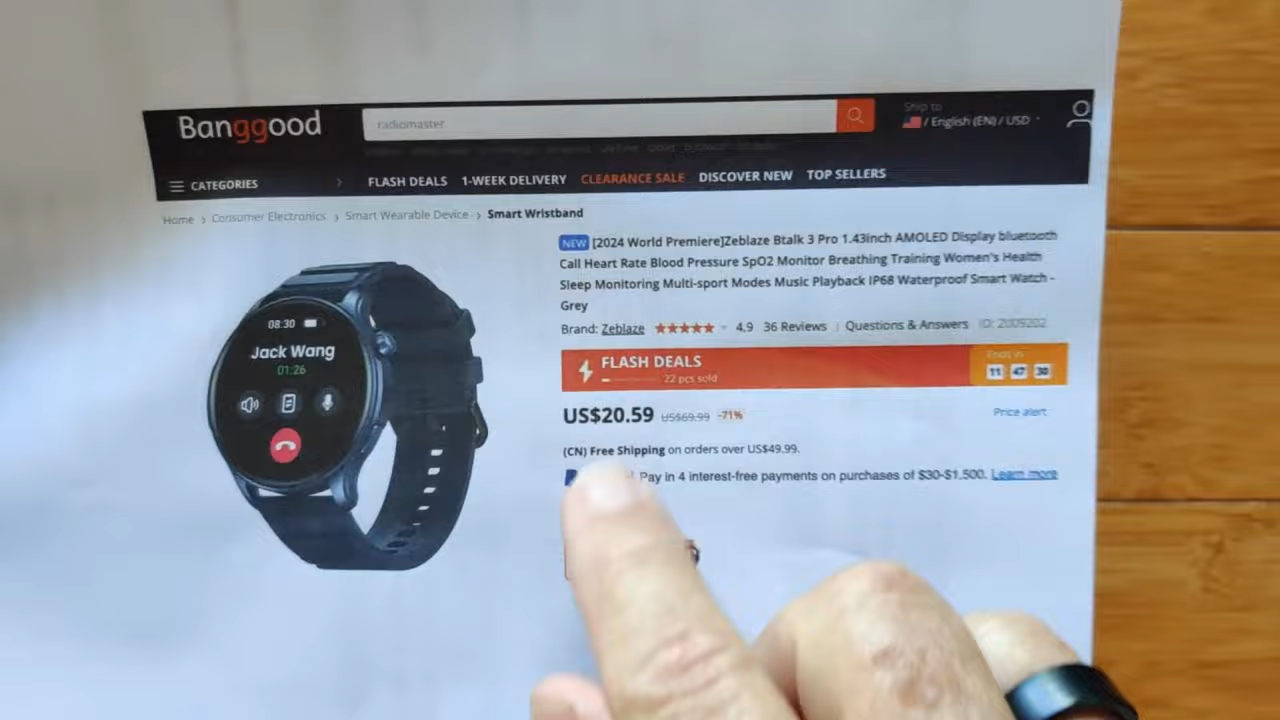 Banggood
radiomaster
Ship to
/ English (EN) / USD
CATEGORIES
FLASH DEALS 1-WEEK DELIVERY CLEARANCE SALE DISCOVER NEW TOP SELLERS
Home > Consumer Electronics > Smart Wearable Device > Smart Wristband
NEW [2024 World Premiere]Zeblaze Btalk 3 Pro 1.43inch AMOLED Display bluetooth
Call Heart Rate Blood Pressure SpO2 Monitor Breathing Training Women's Health
Sleep Monitoring Multi-sport Modes Music Playback IP68 Waterproof Smart Watch -
Grey
Brand: Zeblaze 4.9 36 Reviews | Questions & Answers ID: 2009202
FLASH DEALS
22 pcs sold
Ends in
11 47 30
US$20.59 US$69.99 -71%
Price alert
(CN) Free Shipping on orders over US$49.99.
Pay in 4 interest-free payments on purchases of $30-$1,500. Learn more
08:30
Jack Wang
01:26